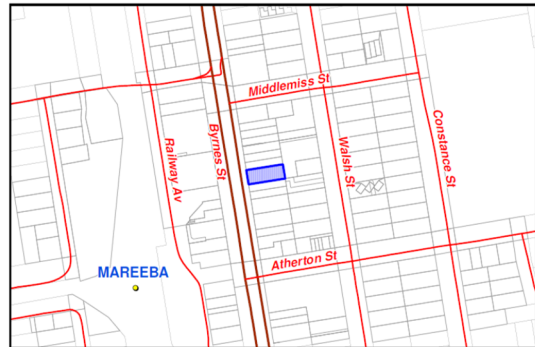 Middlemiss St
Railway Av
Byrnes St
Walsh St
Constance St
Atherton St
MAREEBA